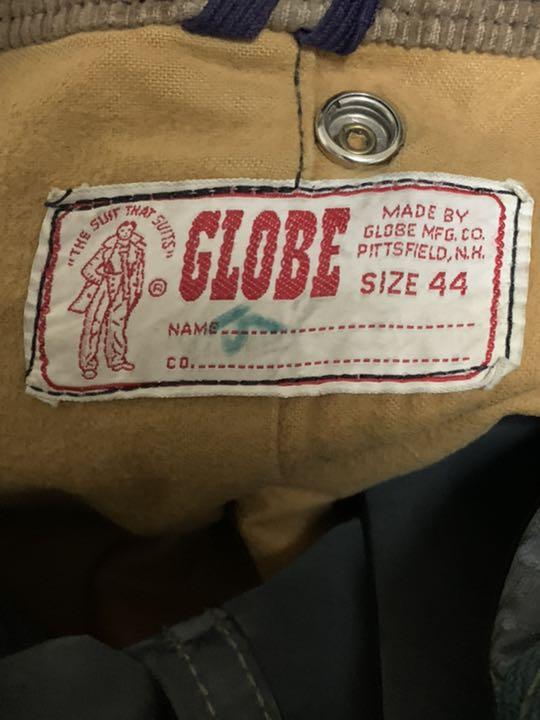 "THE SUIT THAT SUITS"
®
GLOBE
MADE BY
GLOBE MFG. CO.
PITTSFIELD, N.H.
SIZE 44
NAME
CO.